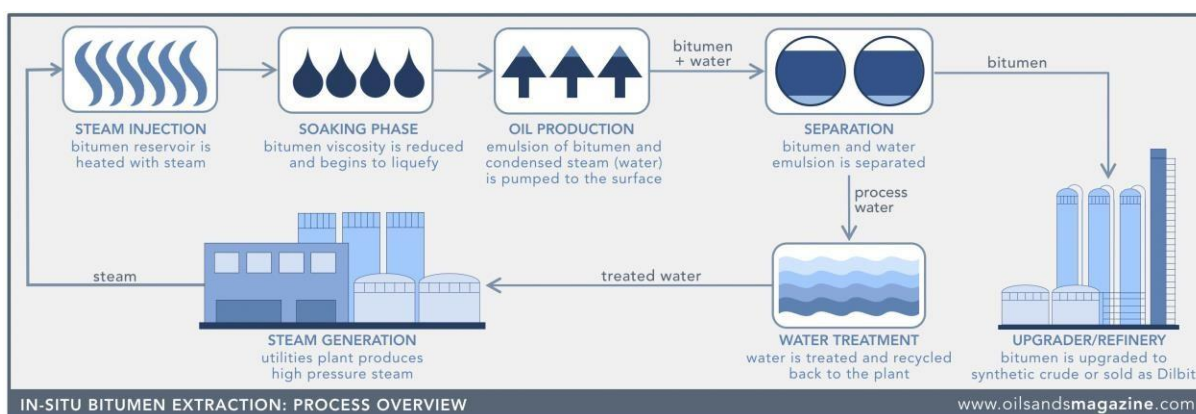 bitumen
+ water
bitumen
STEAM INJECTION
bitumen reservoir is
heated with steam
SOAKING PHASE
bitumen viscosity is reduced
and begins to liquefy
OIL PRODUCTION
emulsion of bitumen and
condensed steam (water)
is pumped to the surface
SEPARATION
bitumen and water
emulsion is separated
process
water
steam
treated water
STEAM GENERATION
utilities plant produces
high pressure steam
WATER TREATMENT
water is treated and recycled
back to the plant
UPGRADER/REFINERY
bitumen is upgraded to
synthetic crude or sold as Dilbit
IN-SITU BITUMEN EXTRACTION: PROCESS OVERVIEW
www.oilsandsmagazine.com